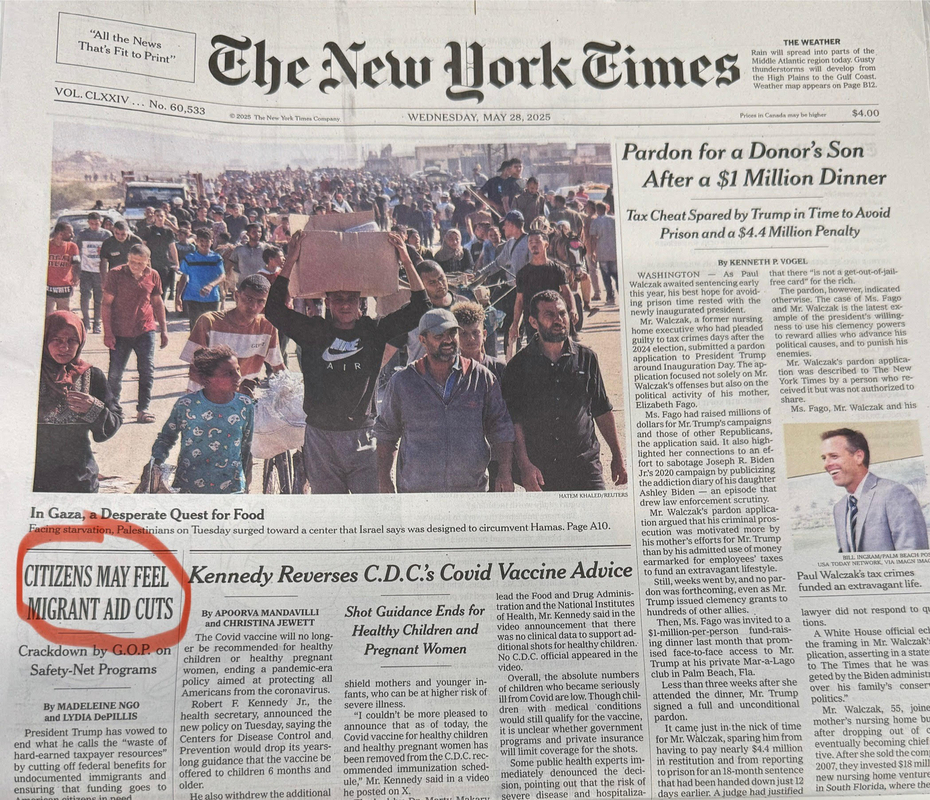 "All the News
That's Fit to Print"
The New York Times
THE WEATHER
Rain will spread into parts of the
Middle Atlantic region today. Gusty
thunderstorms will develop from
the High Plains to the Gulf Coast.
Weather map appears on Page B12.
VOL. CLXXIV ... No. 60,533
© 2025 The New York Times Company
WEDNESDAY, MAY 28, 2025
Prices in Canada may be higher
$4.00
NIKE
AIR
HATEM KHALED/REUTERS
In Gaza, a Desperate Quest for Food
Facing starvation, Palestinians on Tuesday surged toward a center that Israel says was designed to circumvent Hamas. Page A10.
Pardon for a Donor's Son
After a $1 Million Dinner
Tax Cheat Spared by Trump in Time to Avoid
Prison and a $4.4 Million Penalty
By KENNETH P. VOGEL
WASHINGTON — As Paul
Walczak awaited sentencing early
this year, his best hope for avoid-
ing prison time rested with the
newly inaugurated president.
Mr. Walczak, a former nursing
home executive who had pleaded
guilty to tax crimes days after the
2024 election, submitted a pardon
application to President Trump
around Inauguration Day. The ap-
plication focused not solely on Mr.
Walczak's offenses but also on the
political activity of his mother,
Elizabeth Fago.
Ms. Fago had raised millions of
dollars for Mr. Trump's campaigns
and those of other Republicans,
the application said. It also high-
lighted her connections to an ef-
fort to sabotage Joseph R. Biden
Jr.'s 2020 campaign by publicizing
the addiction diary of his daughter
Ashley Biden — an episode that
drew law enforcement scrutiny.
Mr. Walczak's pardon applica-
tion argued that his criminal pros-
ecution was motivated more by
his mother's efforts for Mr. Trump
than by his admitted use of money
earmarked for employees' taxes
to fund an extravagant lifestyle.
Still, weeks went by, and no par-
don was forthcoming, even as Mr.
Trump issued clemency grants to
hundreds of other allies.
Then, Ms. Fago was invited to a
$1-million-per-person fund-rais-
ing dinner last month that prom-
ised face-to-face access to Mr.
Trump at his private Mar-a-Lago
club in Palm Beach, Fla.
Less than three weeks after she
attended the dinner, Mr. Trump
signed a full and unconditional
pardon.
It came just in the nick of time
for Mr. Walczak, sparing him from
having to pay nearly $4.4 million
in restitution and from reporting
to prison for an 18-month sentence
that had been handed down just 12
days earlier. A judge had justified
that there "is not a get-out-of-jail-
free card" for the rich.
The pardon, however, indicated
otherwise. The case of Ms. Fago
and Mr. Walczak is the latest ex-
ample of the president's willing-
ness to use his clemency powers
to reward allies who advance his
political causes, and to punish his
enemies.
Mr. Walczak's pardon applica-
tion was described to The New
York Times by a person who re-
ceived it but was not authorized to
share.
Ms. Fago, Mr. Walczak and his
BILL INGRAM/PALM BEACH
USA TODAY NETWORK, VIA IMAGN
Paul Walczak's tax crimes
funded an extravagant life.
lawyer did not respond to
tions.
A White House official
the framing in Mr. Walczak's
plication, asserting in a
to The Times that he was
geted by the Biden
over his family's
politics."
Mr. Walczak, 55,
mother's nursing home
after dropping out of
eventually becoming chief
tive. After she sold the
2007, they invested $18
new nursing home
in South Florida, where
CITIZENS MAY FEEL
MIGRANT AID CUTS
Crackdown by G.O.P. on
Safety-Net Programs
By MADELEINE NGO
and LYDIA DePILLIS
President Trump has vowed to
end what he calls the "waste of
hard-earned taxpayer resources"
by cutting off federal benefits for
undocumented immigrants and
ensuring that funding goes to
American citizens in need.
Kennedy Reverses C.D.C.'s Covid Vaccine Advice
By APOORVA MANDAVILLI
and CHRISTINA JEWETT
The Covid vaccine will no long-
er be recommended for healthy
children or healthy pregnant
women, ending a pandemic-era
policy aimed at protecting all
Americans from the coronavirus.
Robert F. Kennedy Jr., the
health secretary, announced the
new policy on Tuesday, saying the
Centers for Disease Control and
Prevention would drop its years-
long guidance that the vaccine be
offered to children 6 months and
older.
He also withdrew the additional
Shot Guidance Ends for
Healthy Children and
Pregnant Women
shield mothers and younger in-
fants, who can be at higher risk of
severe illness.
"I couldn't be more pleased to
announce that as of today, the
Covid vaccine for healthy children
and healthy pregnant women has
been removed from the C.D.C. rec-
ommended immunization sched-
ule," Mr. Kennedy said in a video
he posted on X.
lead the Food and Drug Administra-
tion and the National Institutes
of Health, Mr. Kennedy said in the
video announcement that there
was no clinical data to support ad-
ditional shots for healthy children.
No C.D.C. official appeared in the
video.
Overall, the absolute numbers
of children who became seriously
ill from Covid are low. Though chil-
dren with medical conditions
would still qualify for the vaccine,
it is unclear whether government
programs and private insurance
will limit coverage for the shots.
Some public health experts im-
mediately denounced the deci-
sion, pointing out that the risk of
severe disease and hospitaliza-